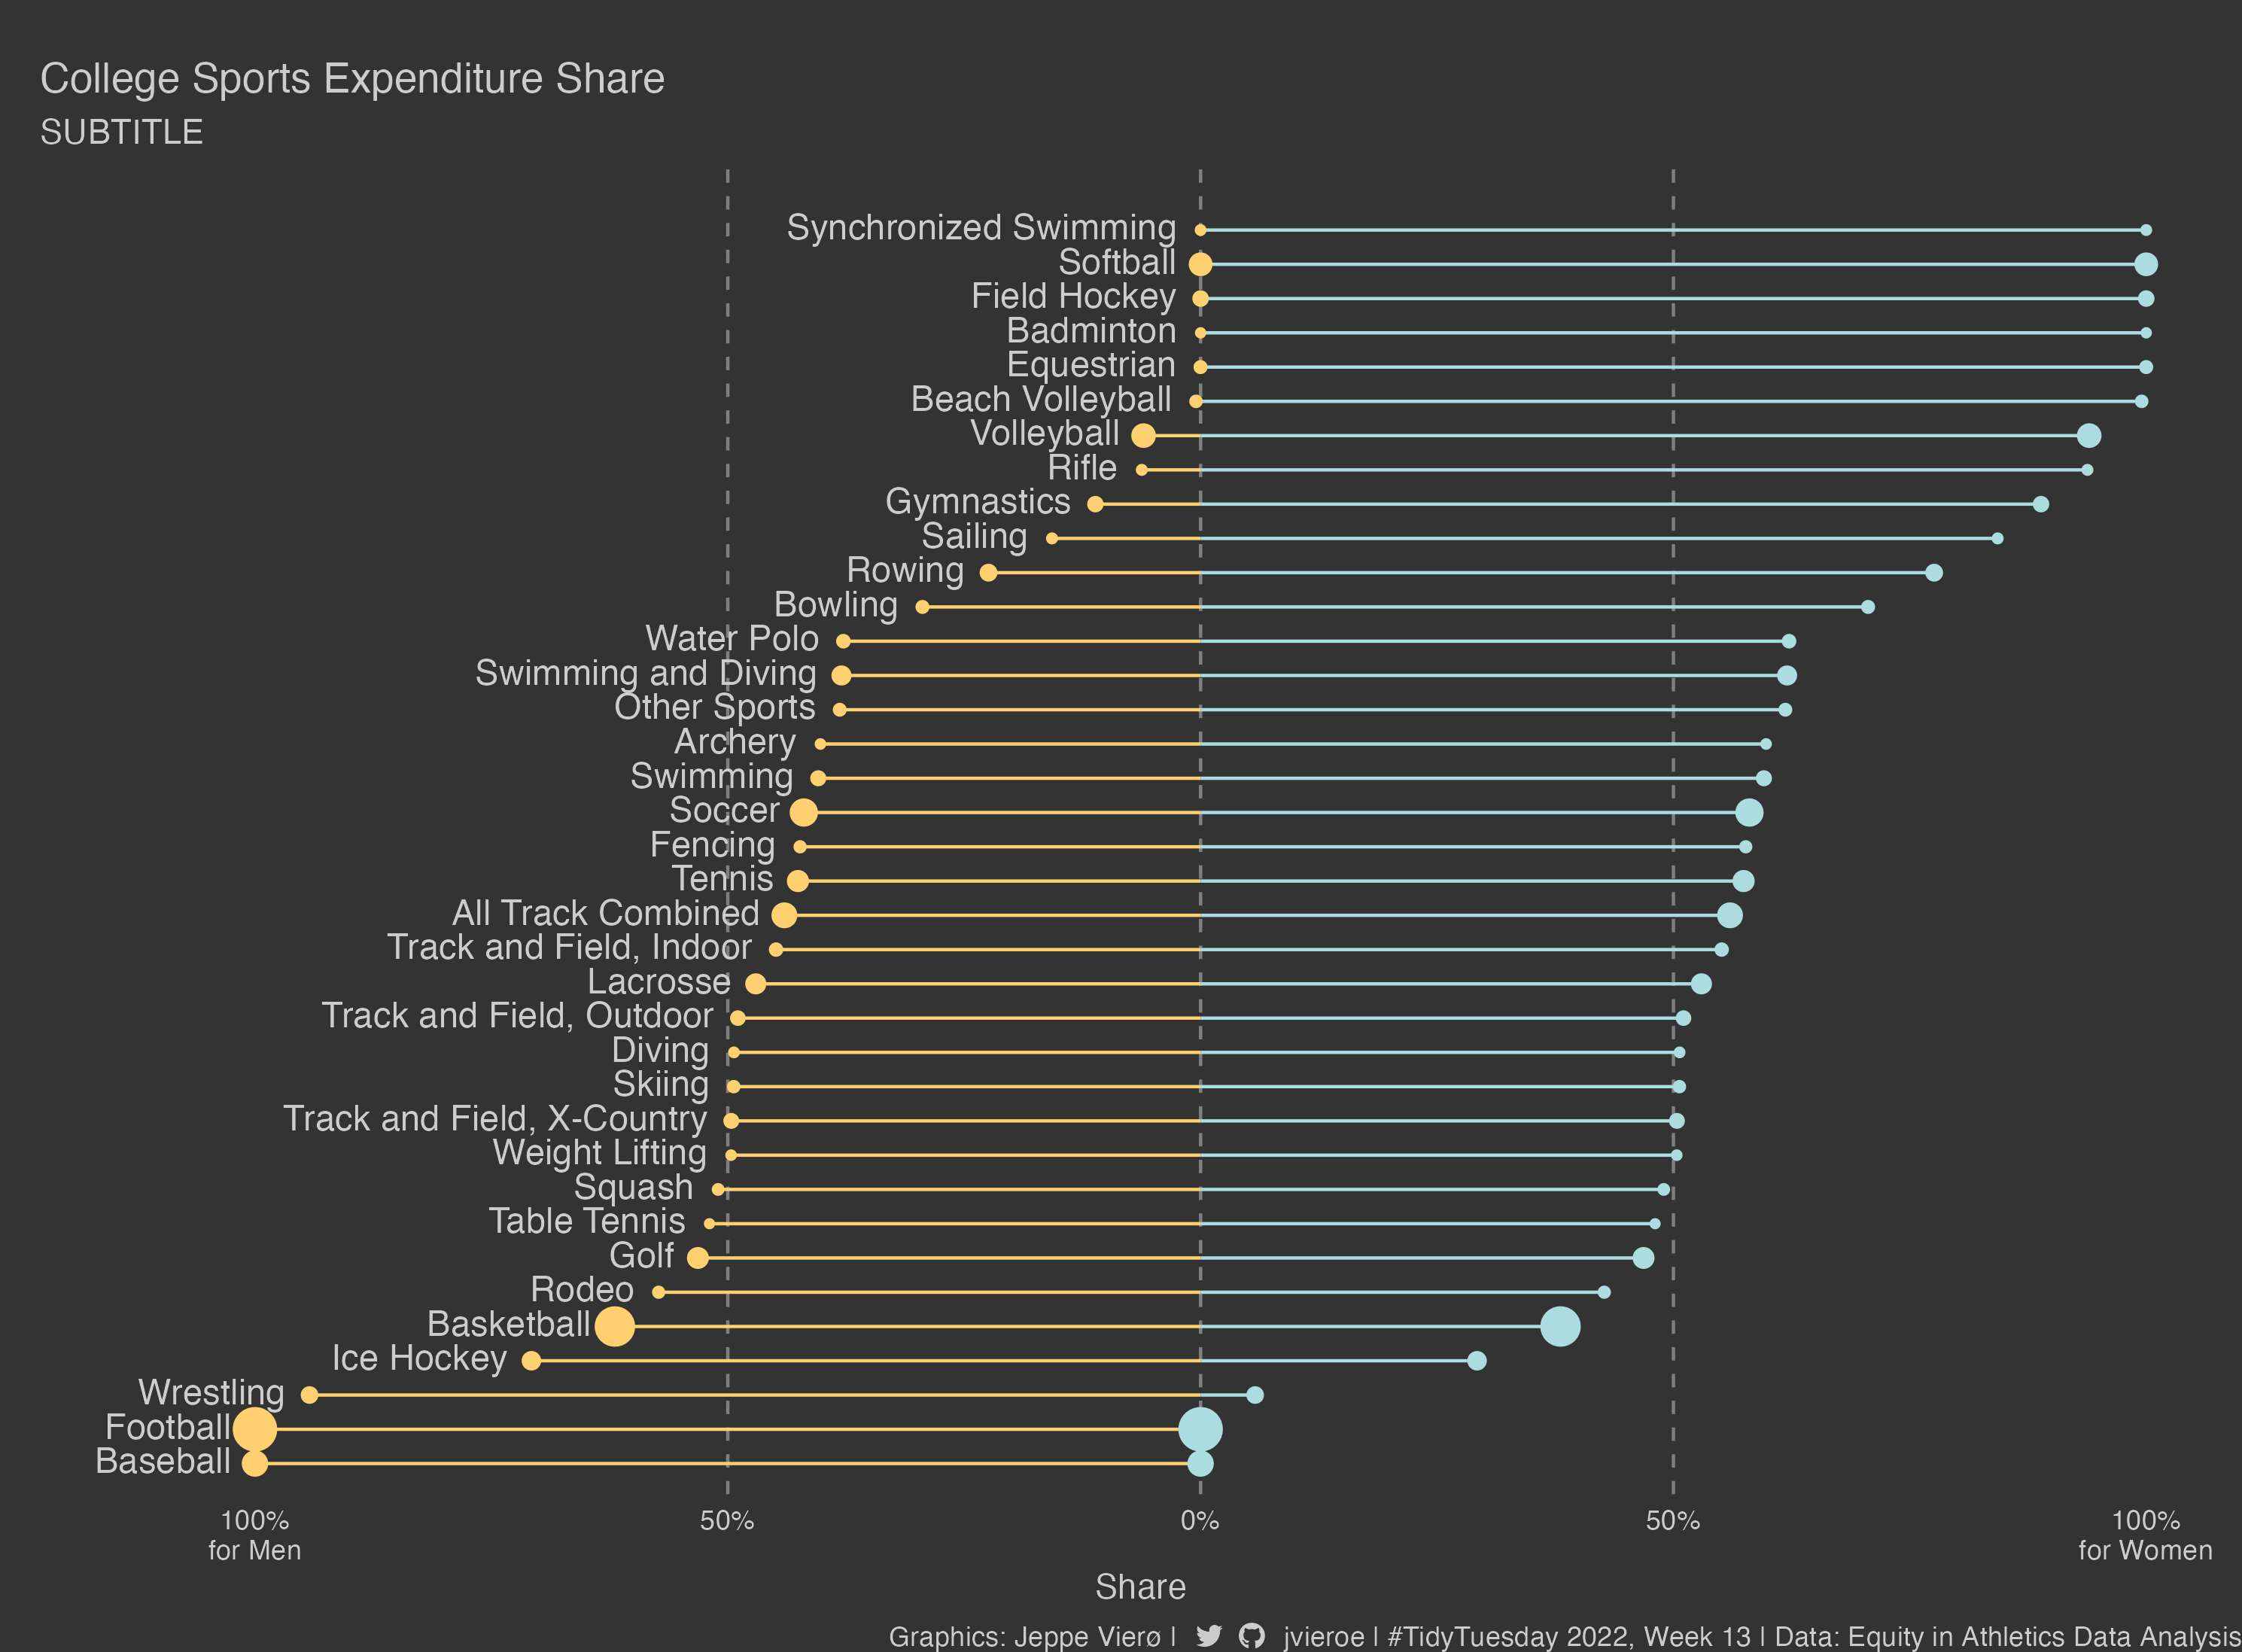 College Sports Expenditure Share
SUBTITLE
Synchronized Swimming
Softball
Field Hockey
Badminton
Equestrian
Beach Volleyball
Volleyball
Rifle
Gymnastics
Sailing
Rowing
Bowling
Water Polo
Swimming and Diving
Other Sports
Archery
Swimming
Soccer
Fencing
Tennis
All Track Combined
Track and Field, Indoor
Lacrosse
Track and Field, Outdoor
Diving
Skiing
Track and Field, X-Country
Weight Lifting
Squash
Table Tennis
Golf
Rodeo
Basketball
Ice Hockey
Wrestling
Football
Baseball
100% 50% 0% 50% 100%
for Men for Women
Share
Graphics: Jeppe Vierø | jvieroe | #TidyTuesday 2022, Week 13 | Data: Equity in Athletics Data Analysis